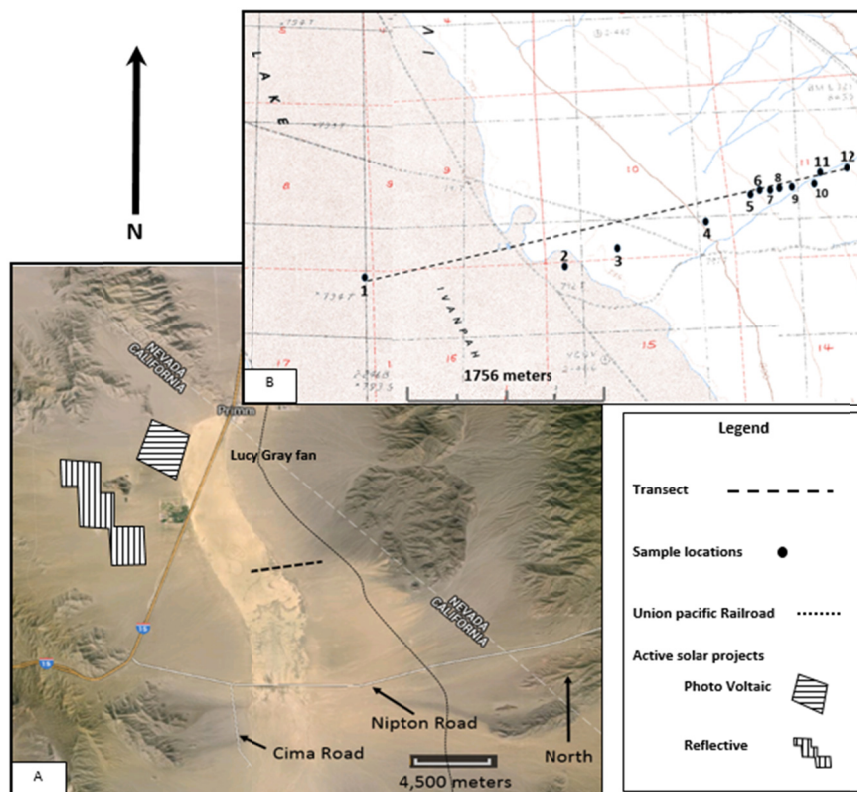 N
LAKE
IVANPAH
10
11
14
15
16
17
8
9
1
2
3
4
5
6
7
8
9
10
11
12
1756 meters
B
NEVADA
CALIFORNIA
Primm
Lucy Gray fan
NEVADA
CALIFORNIA
15
15
Nipton Road
Cima Road
North
4,500 meters
A
Legend
Transect
Sample locations
Union pacific Railroad
Active solar projects
Photo Voltaic
Reflective